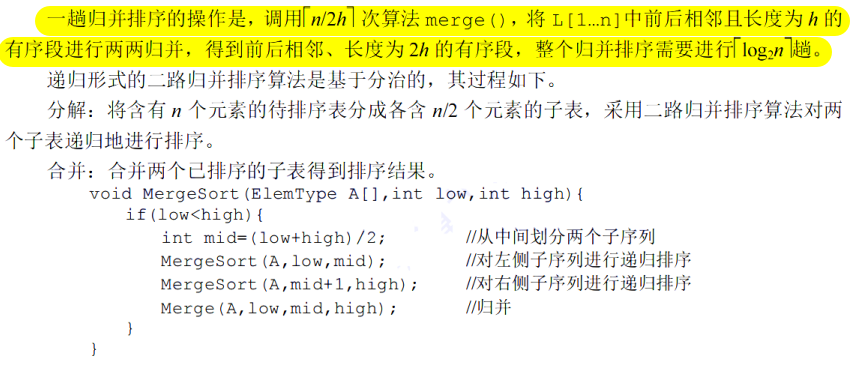 一趟归并排序的操作是，调用⌈n/2h⌉次算法 merge()，将 L[1…n]中前后相邻且长度为 h 的
有序段进行两两归并，得到前后相邻、长度为 2h 的有序段，整个归并排序需要进行⌈log₂n⌉趟。
递归形式的二路归并排序算法是基于分治的，其过程如下。
分解：将含有 n 个元素的待排序表分成各含 n/2 个元素的子表，采用二路归并排序算法对两
个子表递归地进行排序。
合并：合并两个已排序的子表得到排序结果。
void MergeSort(ElemType A[],int low,int high){
if(low<high){
int mid=(low+high)/2; //从中间划分两个子序列
MergeSort(A,low,mid); //对左侧子序列进行递归排序
MergeSort(A,mid+1,high); //对右侧子序列进行递归排序
Merge(A,low,mid,high); //归并
}
}